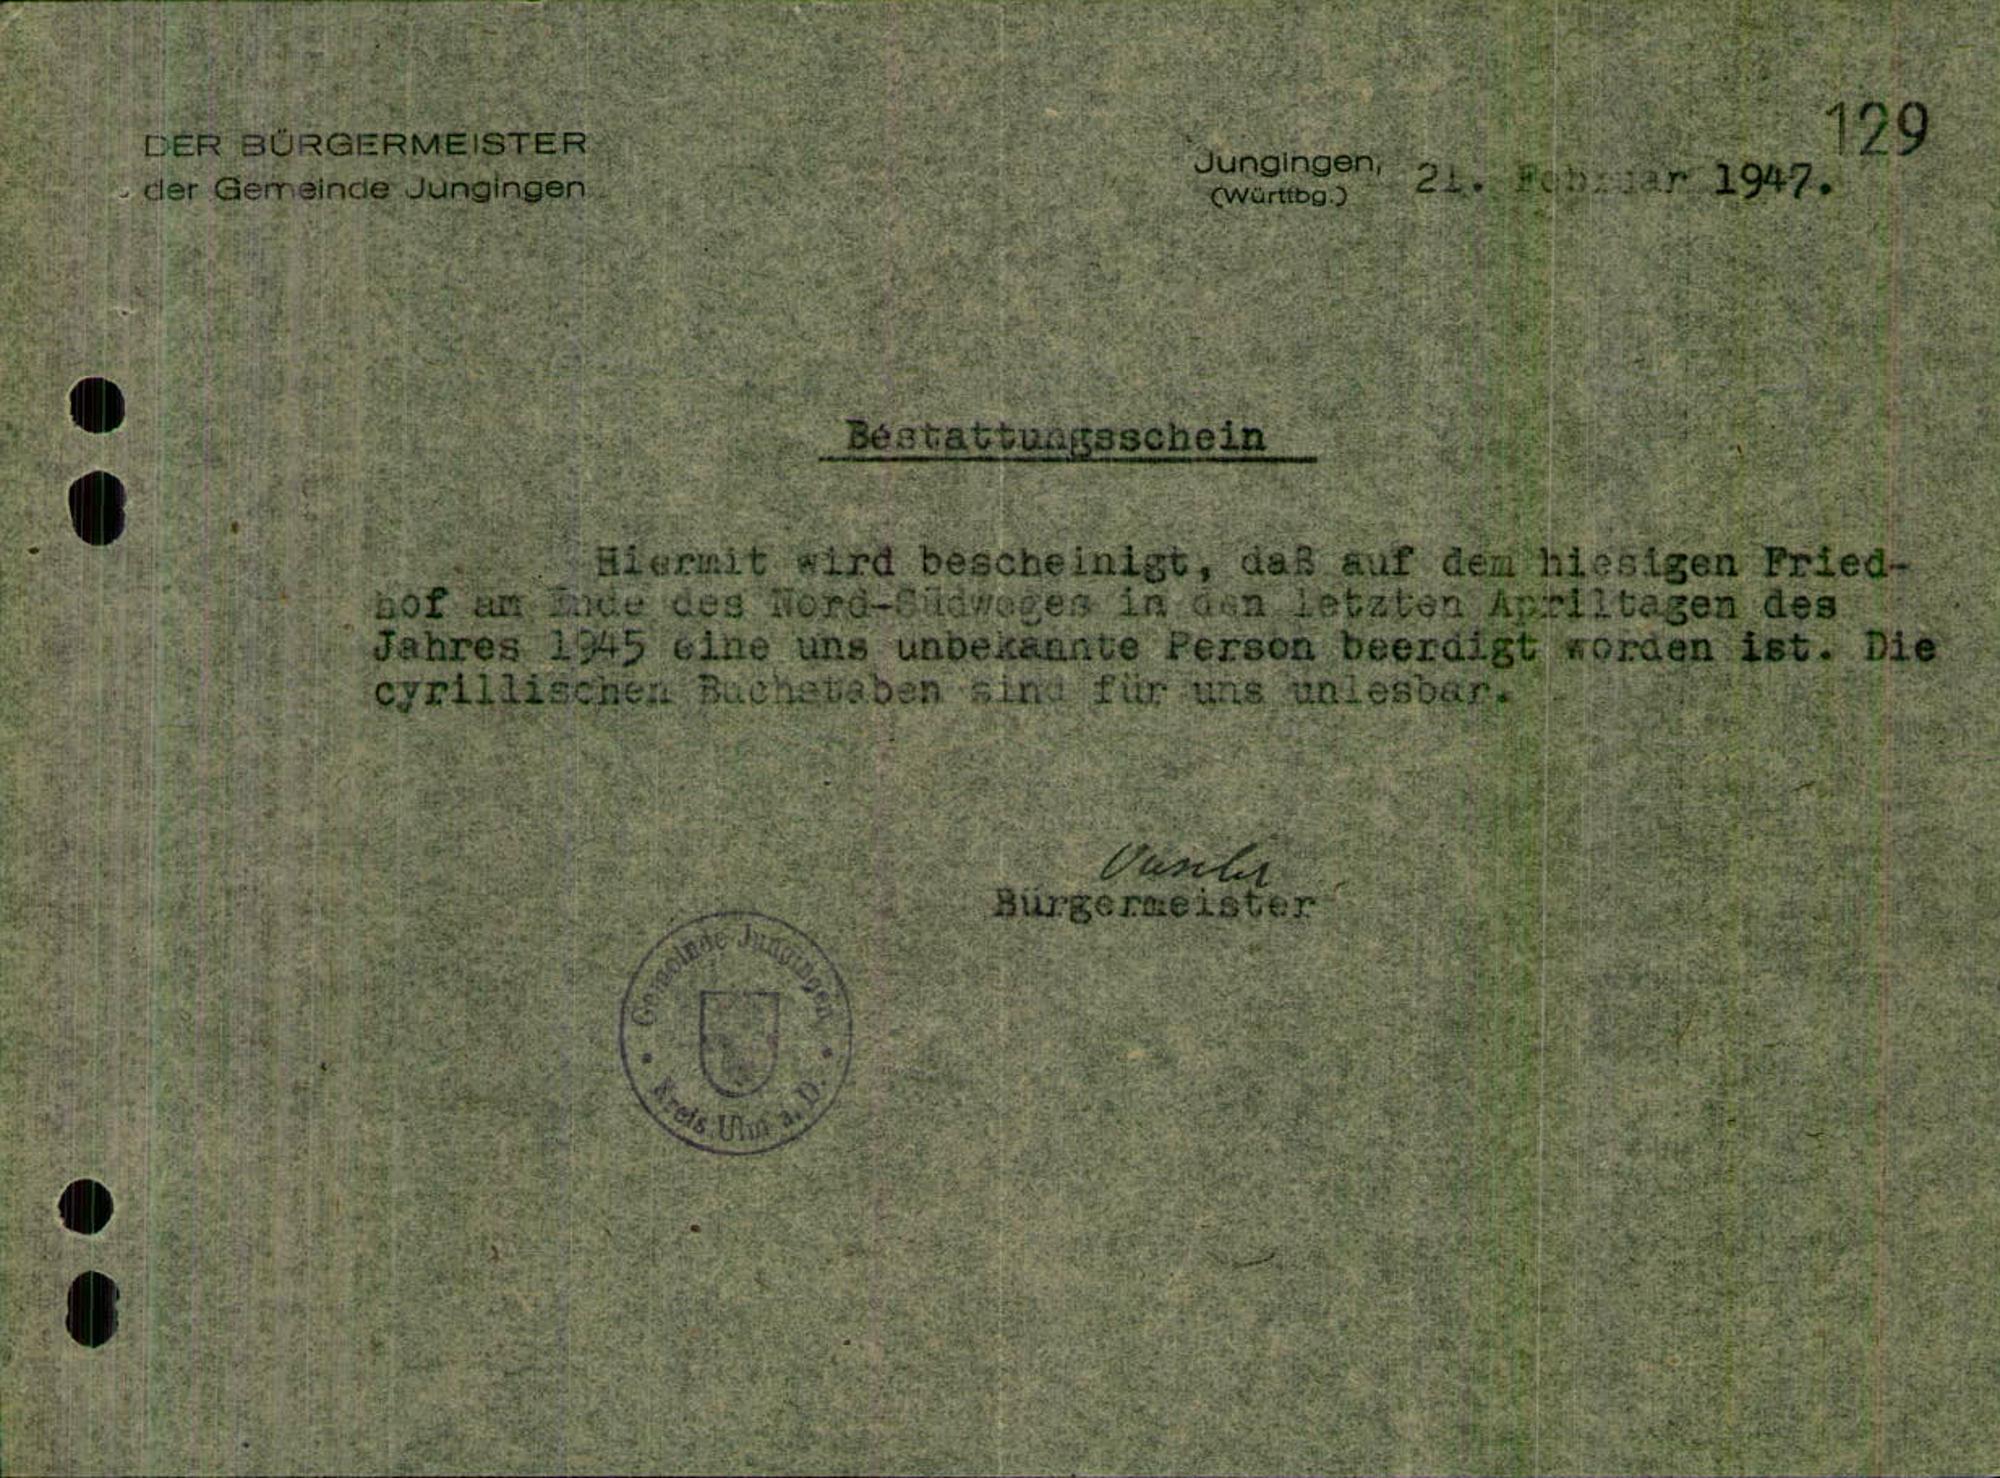 129
DER BÜRGERMEISTER
der Gemeinde Jungingen
Jungingen, 21. Februar 1947.
(Württbg.)
Bestattungsschein
Hiermit wird bescheinigt, daß auf dem hiesigen Fried-
hof am Ende des Nord-Südweges in den letzten Apriltagen des
Jahres 1945 eine uns unbekannte Person beerdigt worden ist. Die
cyrillischen Buchstaben sind für uns unlesbar.
Bürgermeister
Gemeinde Jungingen
Kreis Ulm a. D.